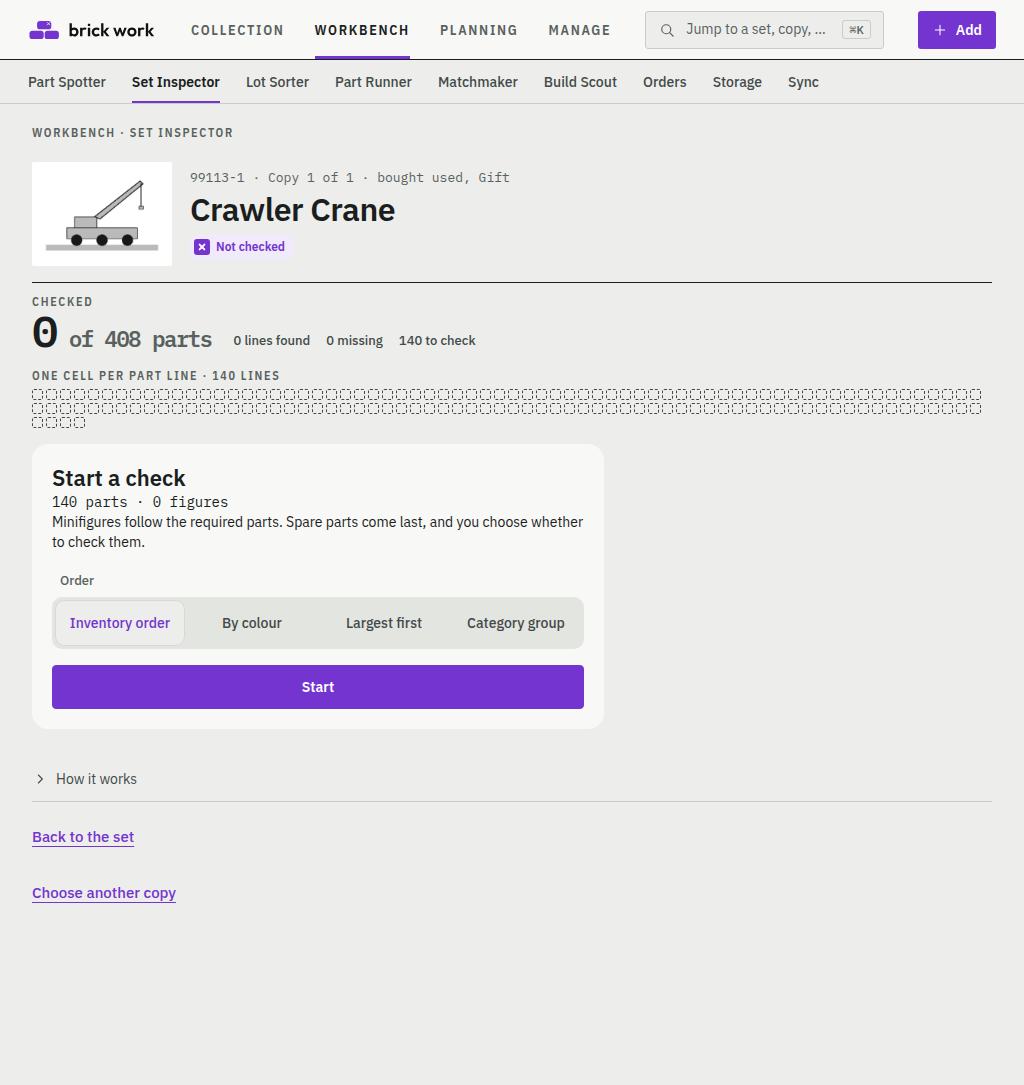 brick work
COLLECTION
WORKBENCH
PLANNING
MANAGE
Jump to a set, copy, ...
⌘K
Add
Part Spotter
Set Inspector
Lot Sorter
Part Runner
Matchmaker
Build Scout
Orders
Storage
Sync
WORKBENCH · SET INSPECTOR
99113-1 · Copy 1 of 1 · bought used, Gift
Crawler Crane
Not checked
CHECKED
0 of 408 parts
0 lines found
0 missing
140 to check
ONE CELL PER PART LINE · 140 LINES
Start a check
140 parts · 0 figures
Minifigures follow the required parts. Spare parts come last, and you choose whether
to check them.
Order
Inventory order
By colour
Largest first
Category group
Start
How it works
Back to the set
Choose another copy